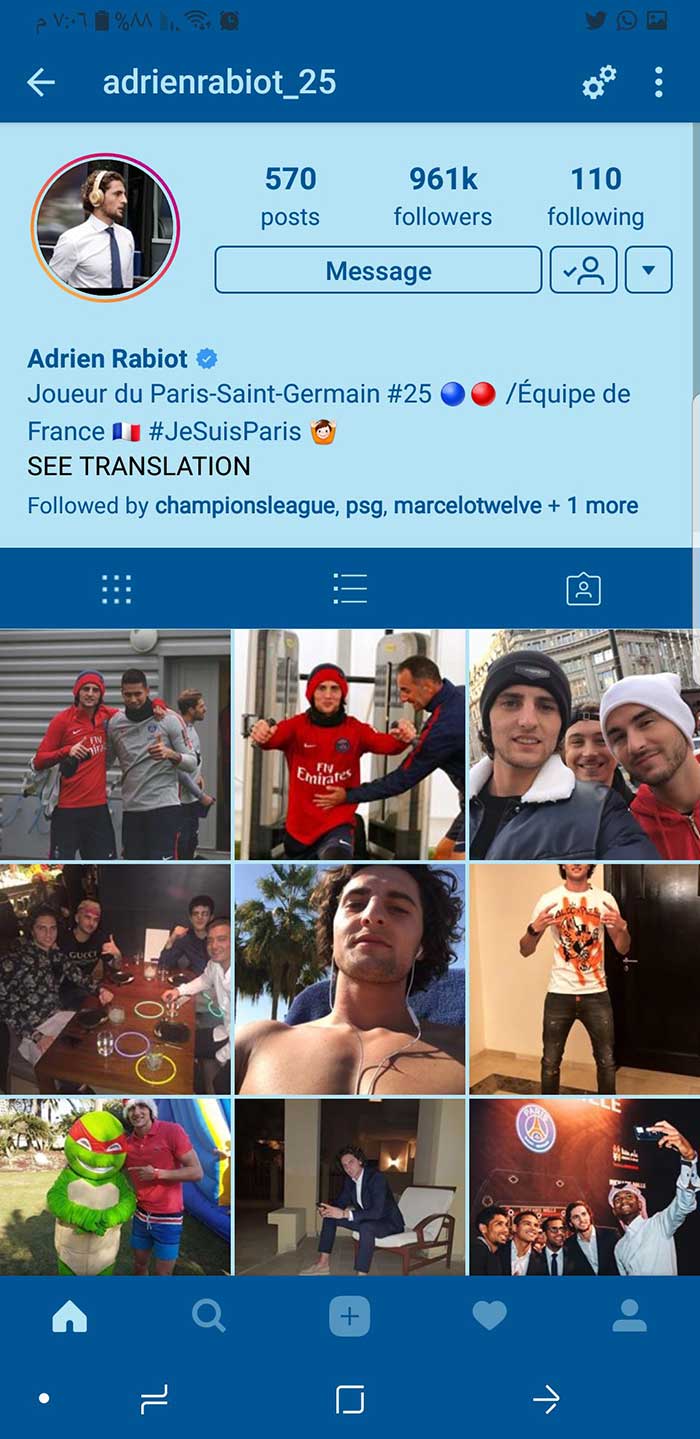 م ٧:٠٦ %٨٨
adrienrabiot_25
570 961k 110
posts followers following
Message
Adrien Rabiot
Joueur du Paris-Saint-Germain #25 🔵🔴 /Équipe de
France 🇫🇷 #JeSuisParis 🙆🏻‍♂️
SEE TRANSLATION
Followed by championsleague, psg, marcelotwelve + 1 more
Fly
Emirates
Fly
Emirates
GUCCI
PARIS
RICHARD MILLE